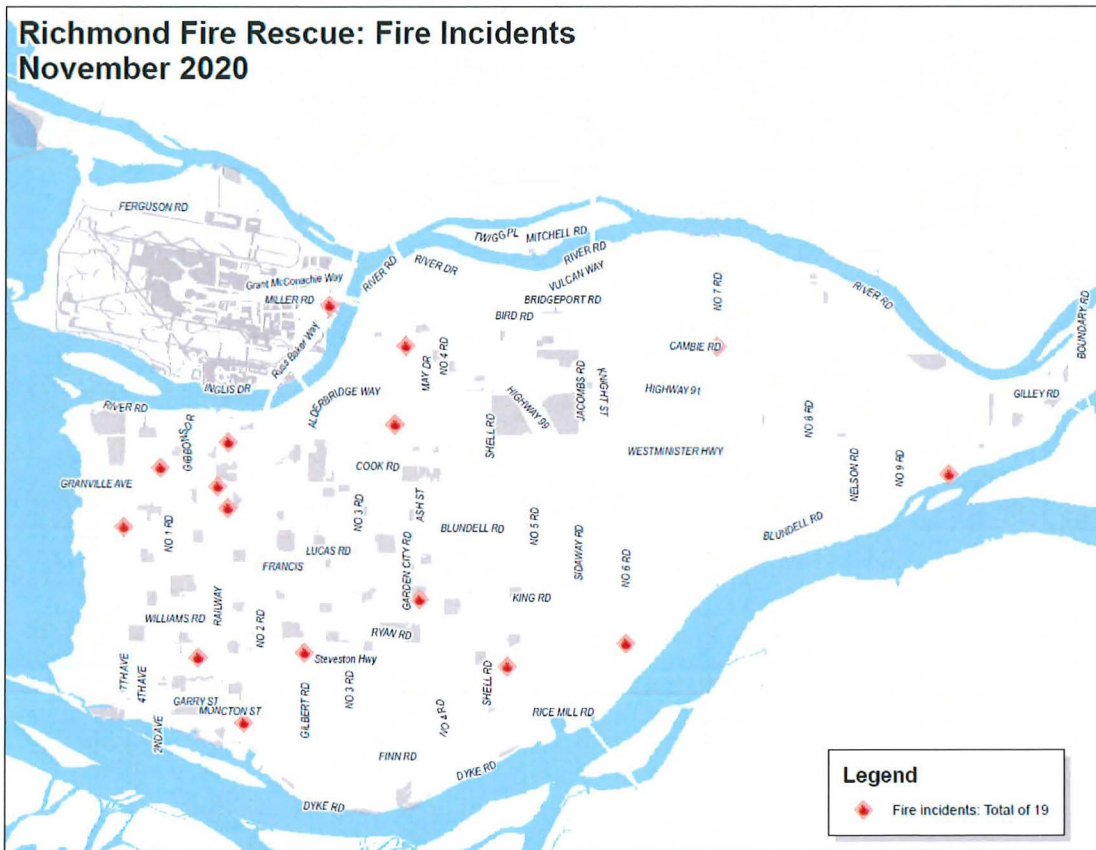 Richmond Fire Rescue: Fire Incidents
November 2020
FERGUSON RD
TWIGG PL
MITCHELL RD
RIVER RD
RIVER RD
RIVER DR
VULCAN WAY
Grant McConachie Way
MILLER RD
BRIDGEPORT RD
NO 7 RD
RIVER RD
BOUNDARY RD
BIRD RD
Russ Baker Way
CAMBIE RD
MAY DR
NO 4 RD
INGLIS DR
ALDERBRIDGE WAY
JACOMBS RD
KNIGHT ST
HIGHWAY 91
GILLEY RD
RIVER RD
HIGHWAY 99
SHELL RD
NO 8 RD
GIBBONS DR
WESTMINISTER HWY
COOK RD
NELSON RD
NO 9 RD
GRANVILLE AVE
ASH ST
NO 3 RD
BLUNDELL RD
NO 5 RD
BLUNDELL RD
NO 1 RD
LUCAS RD
SIDAWAY RD
FRANCIS
GARDEN CITY RD
NO 6 RD
KING RD
WILLIAMS RD
RAILWAY
NO 2 RD
RYAN RD
Steveston Hwy
7TH AVE
4TH AVE
GILBERT RD
NO 3 RD
SHELL RD
GARRY ST
MONCTON ST
2ND AVE
NO 4 RD
RICE MILL RD
FINN RD
DYKE RD
DYKE RD
Legend
Fire incidents: Total of 19